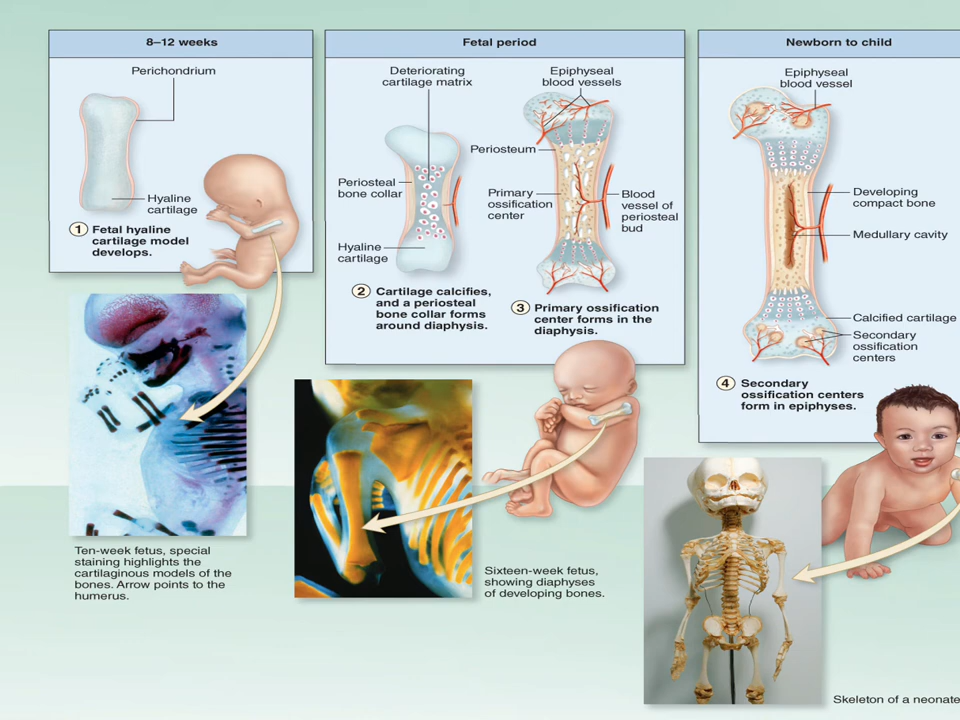 8–12 weeks
Perichondrium
Hyaline
cartilage
1 Fetal hyaline
cartilage model
develops.
Fetal period
Deteriorating
cartilage matrix
Epiphyseal
blood vessels
Periosteum
Periosteal
bone collar
Primary
ossification
center
Blood
vessel of
periosteal
bud
Hyaline
cartilage
2 Cartilage calcifies,
and a periosteal
bone collar forms
around diaphysis.
3 Primary ossification
center forms in the
diaphysis.
Newborn to child
Epiphyseal
blood vessel
Developing
compact bone
Medullary cavity
Calcified cartilage
Secondary
ossification
centers
4 Secondary
ossification centers
form in epiphyses.
Ten-week fetus, special
staining highlights the
cartilaginous models of the
bones. Arrow points to the
humerus.
Sixteen-week fetus,
showing diaphyses
of developing bones.
Skeleton of a neonate